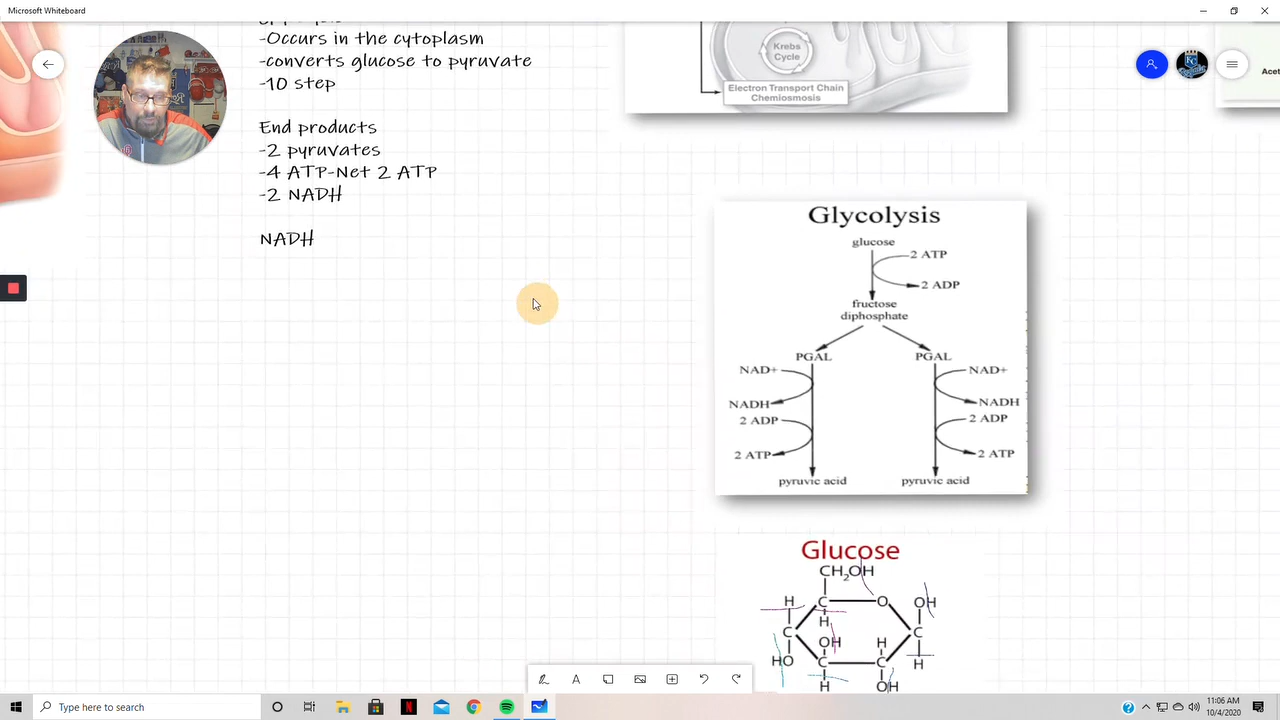 Microsoft Whiteboard
-Occurs in the cytoplasm
-converts glucose to pyruvate
-10 step
End products
-2 pyruvates
-4 ATP-Net 2 ATP
-2 NADH
NADH
Krebs
Cycle
Electron Transport Chain
Chemiosmosis
Acet
Glycolysis
glucose
2 ATP
2 ADP
fructose
diphosphate
PGAL PGAL
NAD+ NAD+
NADH NADH
2 ADP 2 ADP
2 ATP 2 ATP
pyruvic acid pyruvic acid
Glucose
CH2OH
H C O OH
H
C OH H C
HO C C H
H OH
Type here to search
11:06 AM
10/4/2020